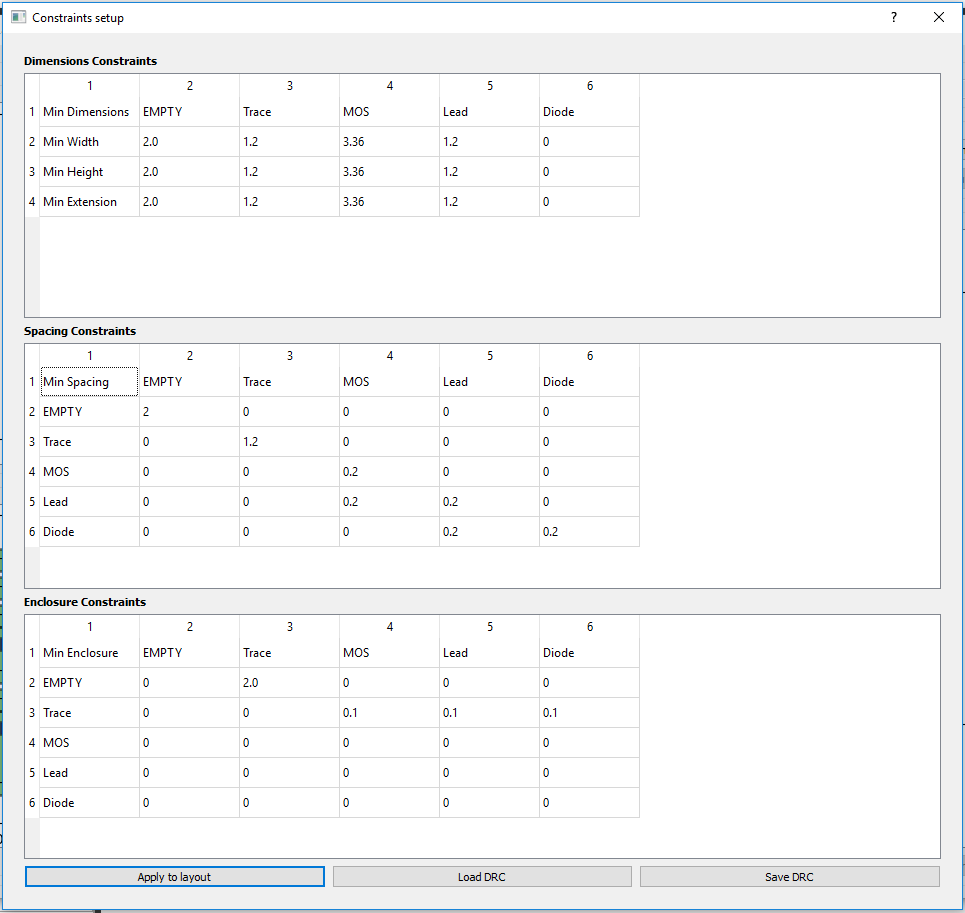 Constraints setup ?
Dimensions Constraints
1 2 3 4 5 6
1 Min Dimensions EMPTY Trace MOS Lead Diode
2 Min Width 2.0 1.2 3.36 1.2 0
3 Min Height 2.0 1.2 3.36 1.2 0
4 Min Extension 2.0 1.2 3.36 1.2 0
Spacing Constraints
1 2 3 4 5 6
1 Min Spacing EMPTY Trace MOS Lead Diode
2 EMPTY 2 0 0 0 0
3 Trace 0 1.2 0 0 0
4 MOS 0 0 0.2 0 0
5 Lead 0 0 0.2 0.2 0
6 Diode 0 0 0 0.2 0.2
Enclosure Constraints
1 2 3 4 5 6
1 Min Enclosure EMPTY Trace MOS Lead Diode
2 EMPTY 0 2.0 0 0 0
3 Trace 0 0 0.1 0.1 0.1
4 MOS 0 0 0 0 0
5 Lead 0 0 0 0 0
6 Diode 0 0 0 0 0
Apply to layout Load DRC Save DRC